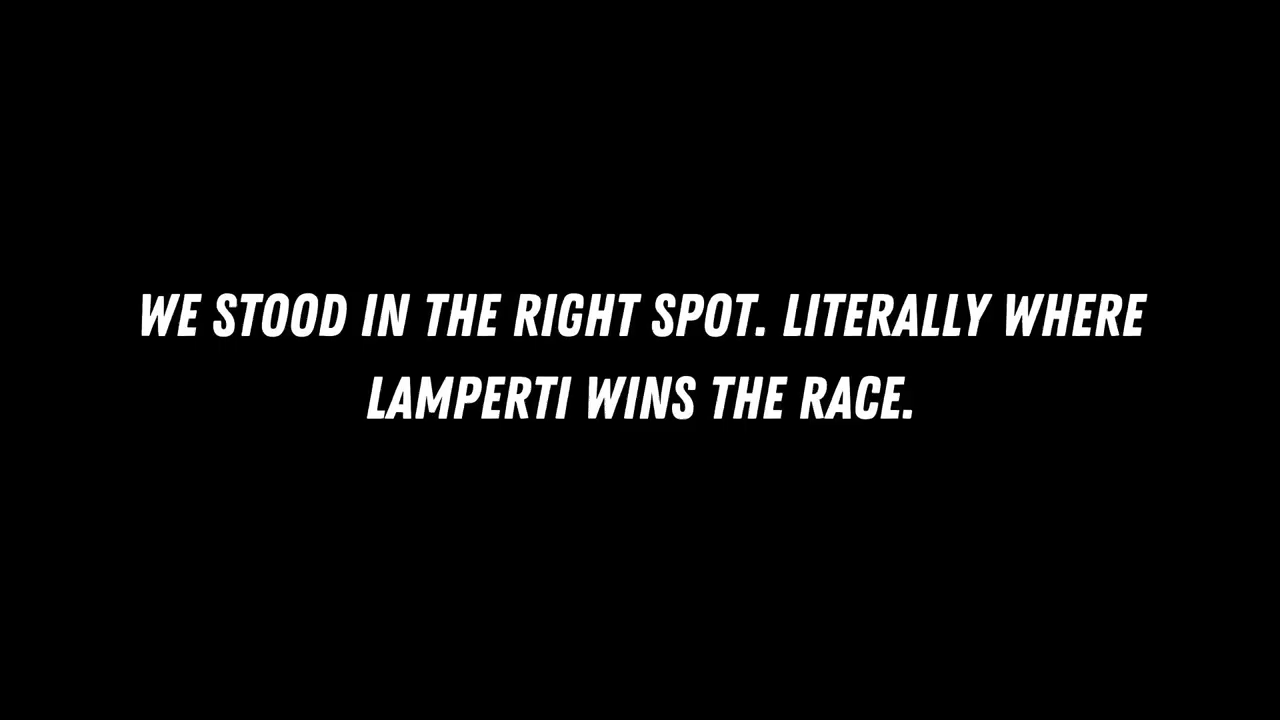 WE STOOD IN THE RIGHT SPOT. LITERALLY WHERE
LAMPERTI WINS THE RACE.